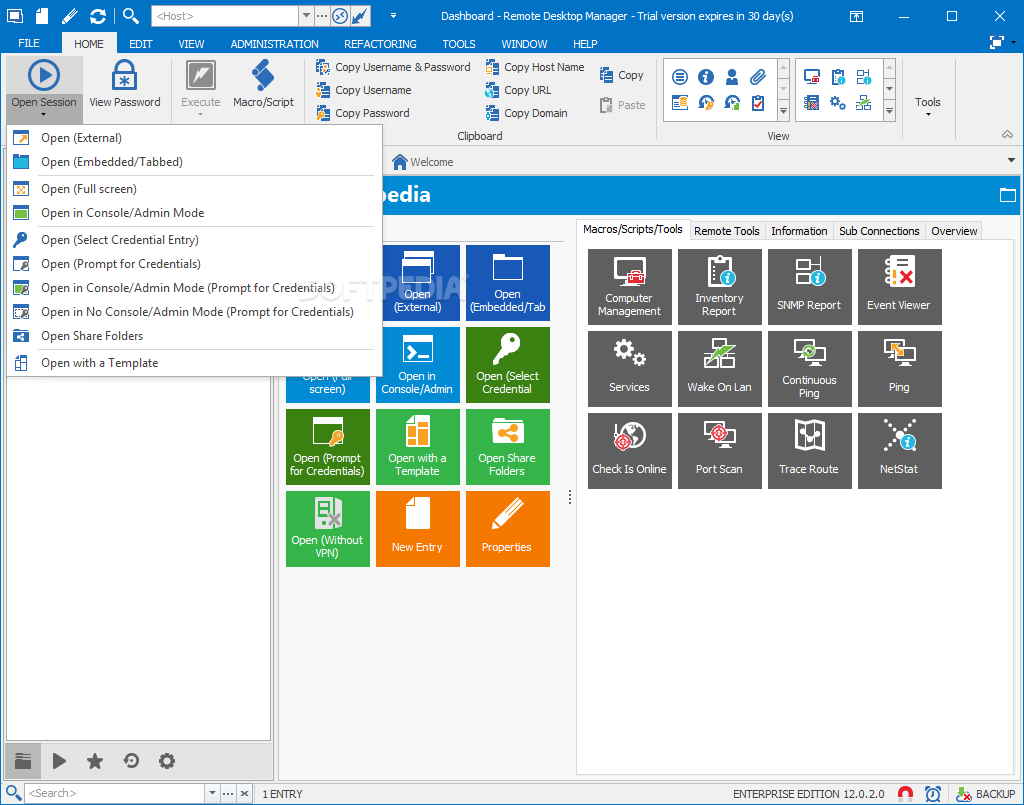 <Host>
Dashboard - Remote Desktop Manager - Trial version expires in 30 day(s)
FILE
HOME
EDIT
VIEW
ADMINISTRATION
REFACTORING
TOOLS
WINDOW
HELP
Open Session
View Password
Execute
Macro/Script
Copy Username & Password
Copy Username
Copy Password
Copy Host Name
Copy URL
Copy Domain
Copy
Paste
Clipboard
View
Tools
Open (External)
Open (Embedded/Tabbed)
Open (Full screen)
Open in Console/Admin Mode
Open (Select Credential Entry)
Open (Prompt for Credentials)
Open in Console/Admin Mode (Prompt for Credentials)
Open in No Console/Admin Mode (Prompt for Credentials)
Open Share Folders
Open with a Template
Welcome
pedia
SOFTPEDIA
Open
(External)
Open
(Embedded/Tab
Open (Full
screen)
Open in
Console/Admin
Open (Select
Credential
Open (Prompt
for Credentials)
Open with a
Template
Open Share
Folders
Open (Without
VPN)
New Entry
Properties
Macros/Scripts/Tools
Remote Tools
Information
Sub Connections
Overview
Computer
Management
Inventory
Report
SNMP Report
Event Viewer
Services
Wake On Lan
Continuous
Ping
Ping
Check Is Online
Port Scan
Trace Route
NetStat
<Search>
1 ENTRY
ENTERPRISE EDITION 12.0.2.0
BACKUP